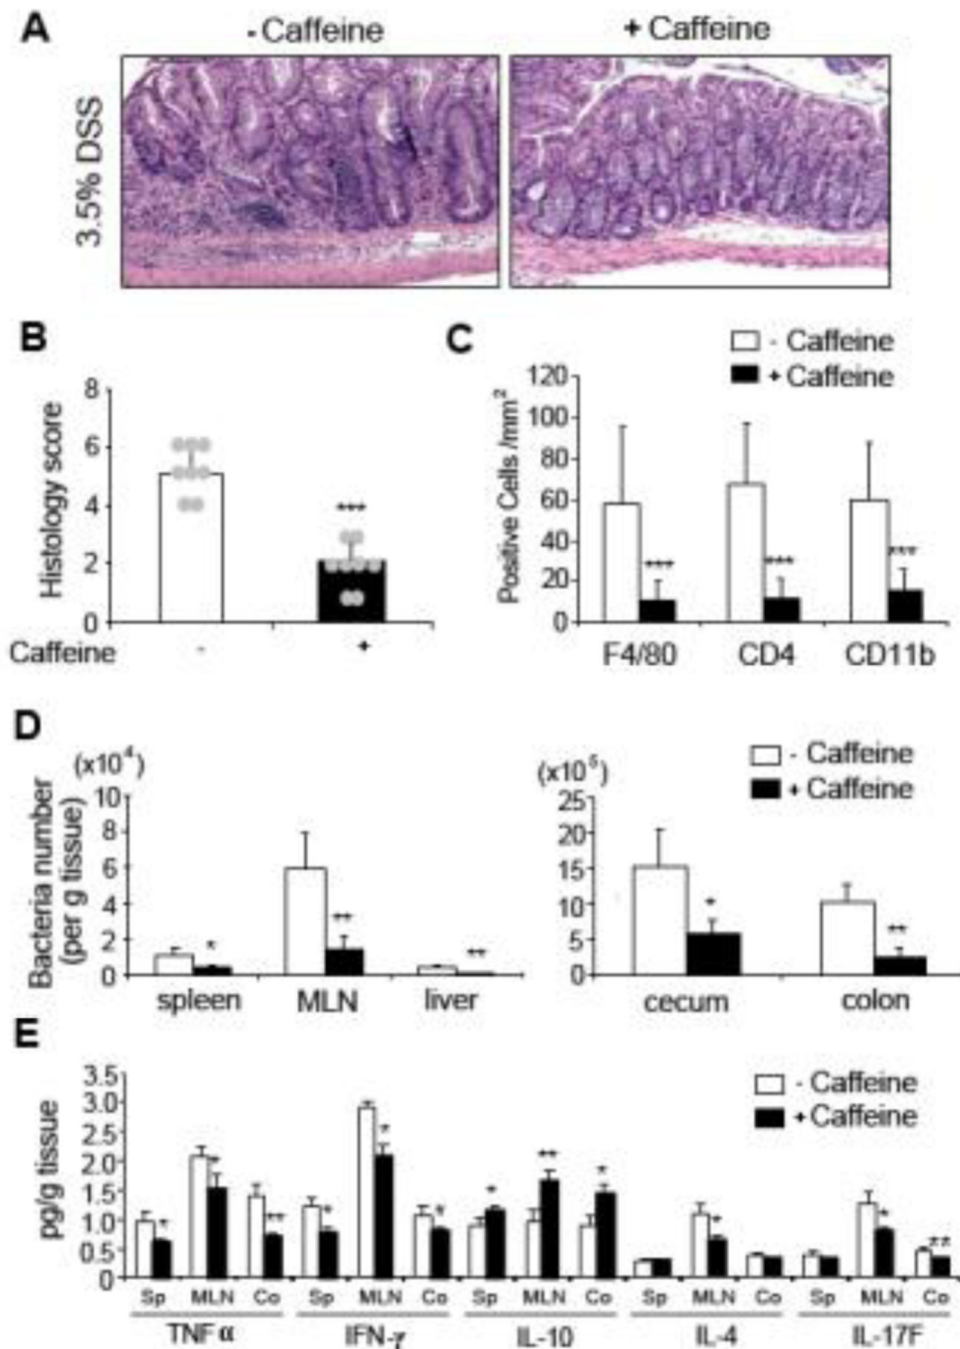 A
- Caffeine
+ Caffeine
3.5% DSS
B
Histology score
8
6
4
2
0
***
Caffeine - +
C
- Caffeine
+ Caffeine
Positive Cells /mm2
120
100
80
60
40
20
0
*** *** ***
F4/80 CD4 CD11b
D
Bacteria number
(per g tissue)
(x10 4)
10
8
6
4
2
0
* ** **
spleen MLN liver
(x10 5)
- Caffeine
+ Caffeine
25
20
15
10
5
0
* **
cecum colon
E
pg/g tissue
- Caffeine
+ Caffeine
3.5
3.0
2.5
2.0
1.5
1.0
0.5
0
* * ** * * * * ** * * * **
Sp MLN Co Sp MLN Co Sp MLN Co Sp MLN Co Sp MLN Co
TNFα IFN-γ IL-10 IL-4 IL-17F